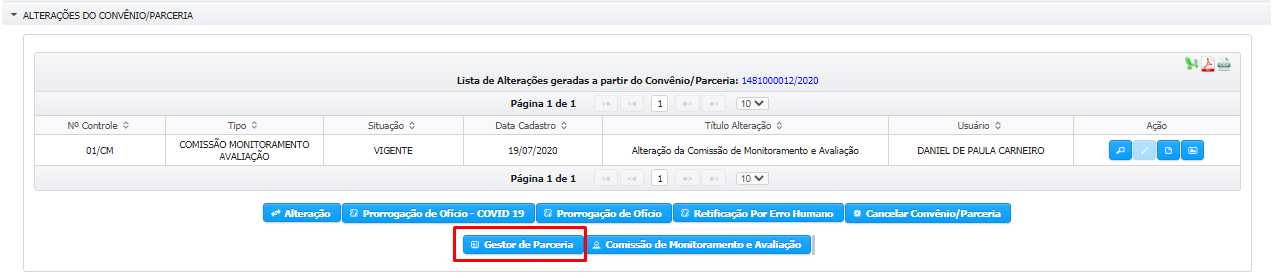 ALTERAÇÕES DO CONVÊNIO/PARCERIA
Lista de Alterações geradas a partir do Convênio/Parceria: 1481000012/2020
Página 1 de 1 1 10
Nº Controle Tipo Situação Data Cadastro Título Alteração Usuário Ação
01/CM COMISSÃO MONITORAMENTO AVALIAÇÃO VIGENTE 19/07/2020 Alteração da Comissão de Monitoramento e Avaliação DANIEL DE PAULA CARNEIRO
Página 1 de 1 1 10
Alteração Prorrogação de Ofício - COVID 19 Prorrogação de Ofício Retificação Por Erro Humano Cancelar Convênio/Parceria
Gestor de Parceria Comissão de Monitoramento e Avaliação